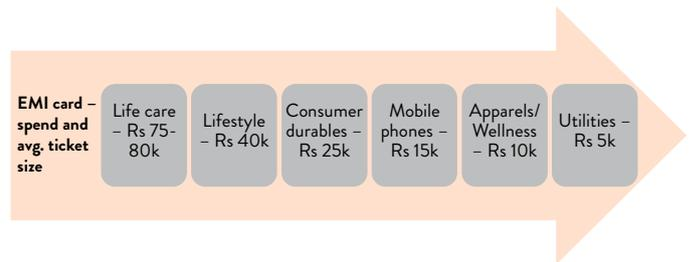 EMI card –
spend and
avg. ticket
size
Life care
– Rs 75-
80k
Lifestyle
– Rs 40k
Consumer
durables –
Rs 25k
Mobile
phones –
Rs 15k
Apparels/
Wellness
– Rs 10k
Utilities –
Rs 5k